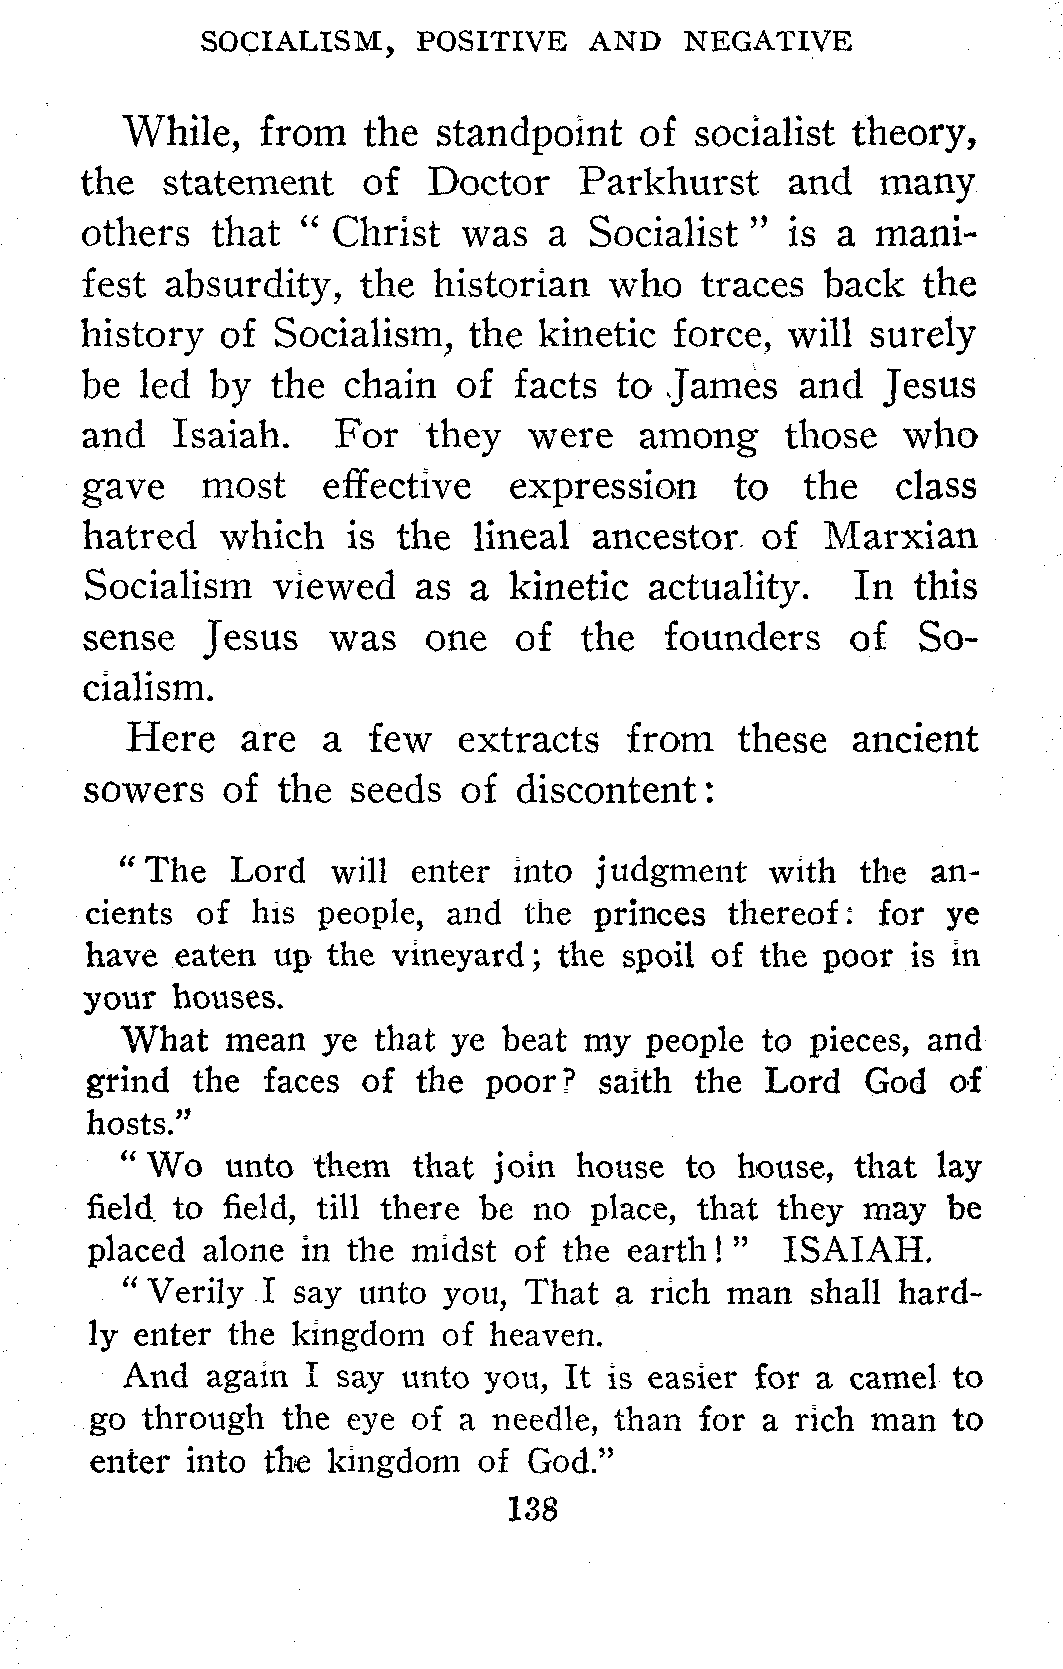 SOCIALISM, POSITIVE AND NEGATIVE
While, from the standpoint of socialist theory,
the statement of Doctor Parkhurst and many
others that “ Christ was a Socialist ” is a mani-
fest absurdity, the historian who traces back the
history of Socialism, the kinetic force, will surely
be led by the chain of facts to James and Jesus
and Isaiah. For they were among those who
gave most effective expression to the class
hatred which is the lineal ancestor of Marxian
Socialism viewed as a kinetic actuality. In this
sense Jesus was one of the founders of So-
cialism.
Here are a few extracts from these ancient
sowers of the seeds of discontent:
“ The Lord will enter into judgment with the an-
cients of his people, and the princes thereof: for ye
have eaten up the vineyard; the spoil of the poor is in
your houses.
What mean ye that ye beat my people to pieces, and
grind the faces of the poor? saith the Lord God of
hosts.”
“ Wo unto them that join house to house, that lay
field to field, till there be no place, that they may be
placed alone in the midst of the earth! ” ISAIAH.
“ Verily I say unto you, That a rich man shall hard-
ly enter the kingdom of heaven.
And again I say unto you, It is easier for a camel to
go through the eye of a needle, than for a rich man to
enter into the kingdom of God.”
138